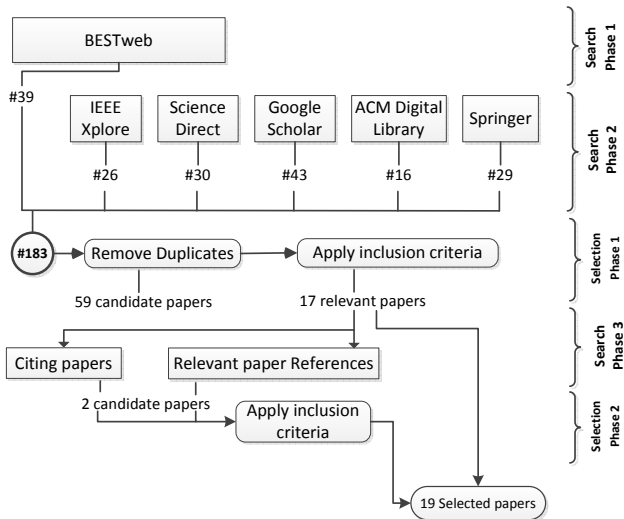 BESTweb
Search
Phase 1
#39
IEEE
Xplore
Science
Direct
Google
Scholar
ACM Digital
Library
Springer
Search
Phase 2
#26
#30
#43
#16
#29
#183
Remove Duplicates
Apply inclusion criteria
Selection
Phase 1
59 candidate papers
17 relevant papers
Citing papers
Relevant paper References
Search
Phase 3
2 candidate papers
Apply inclusion
criteria
Selection
Phase 2
19 Selected papers